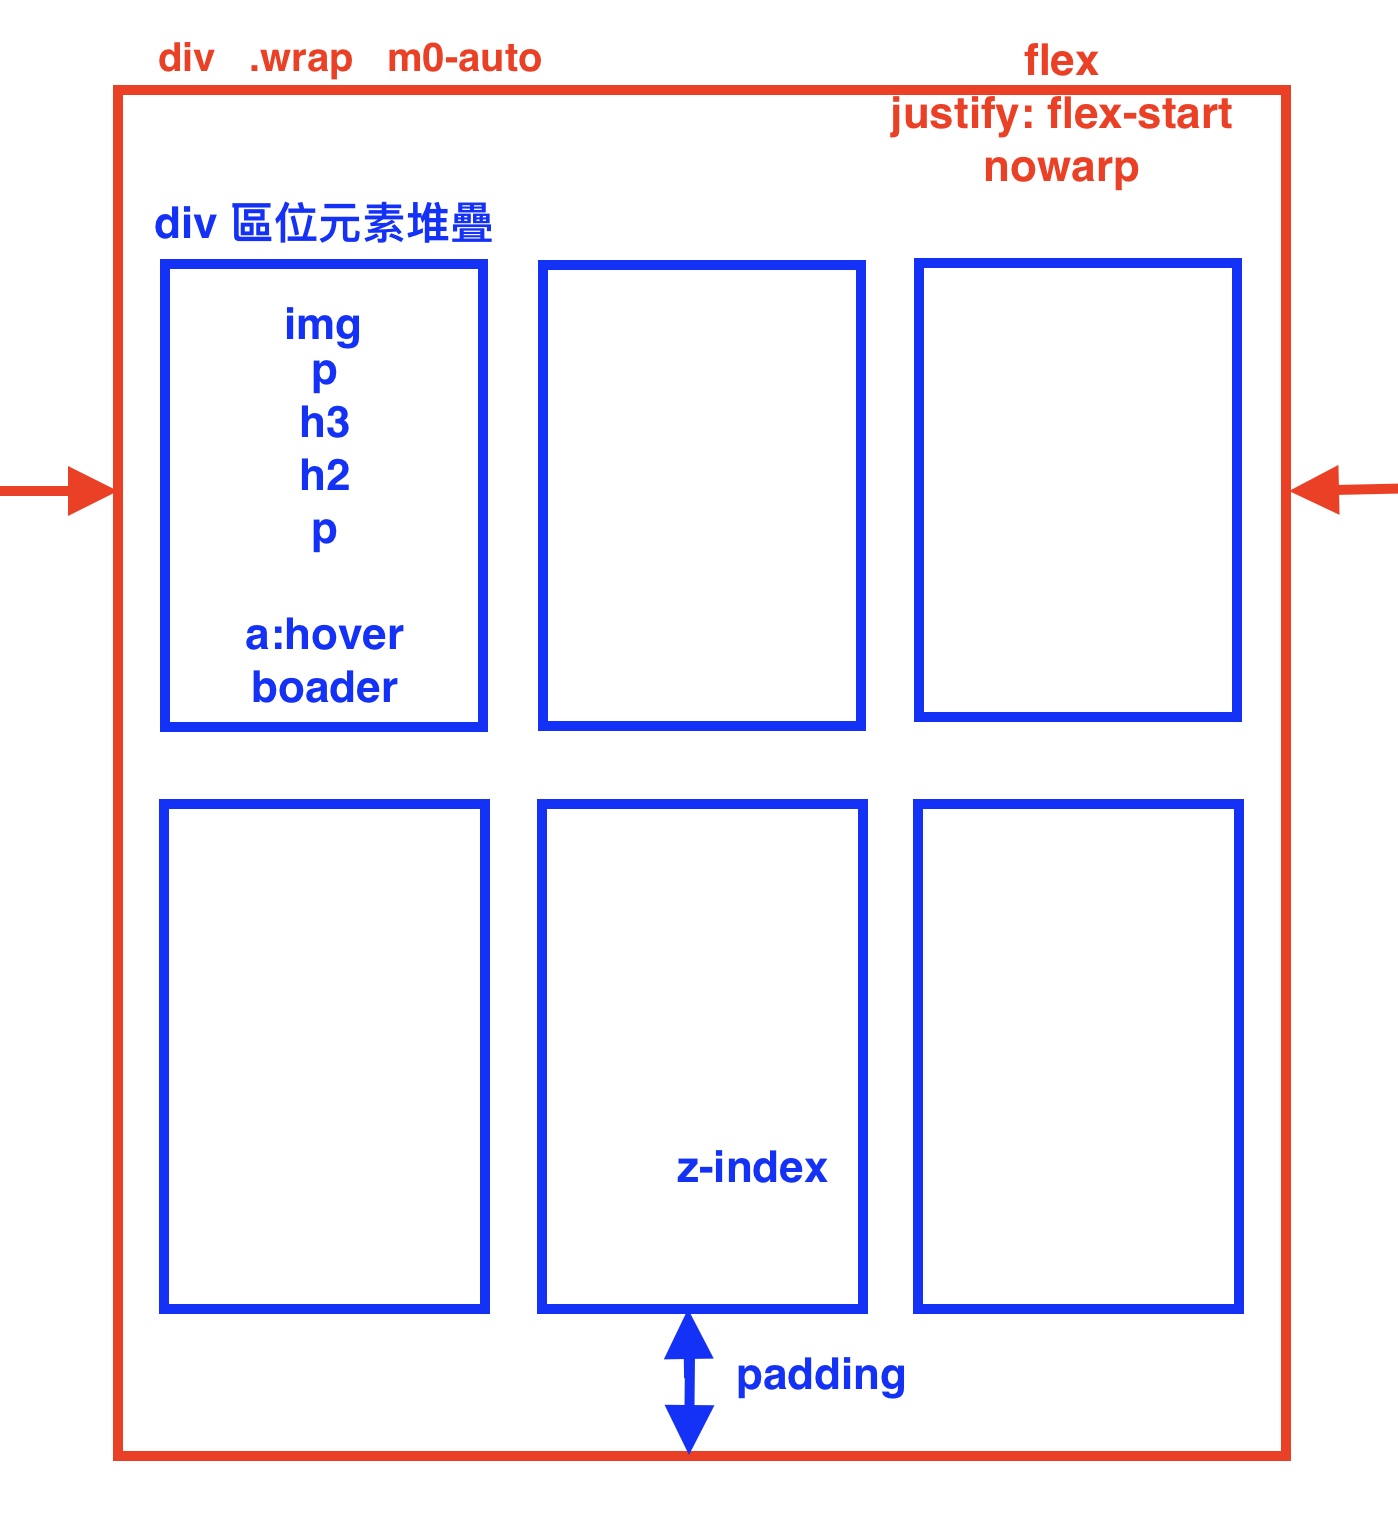 div .wrap m0-auto
flex
justify: flex-start
nowarp
div 區位元素堆疊
img
p
h3
h2
p
a:hover
boader
z-index
padding